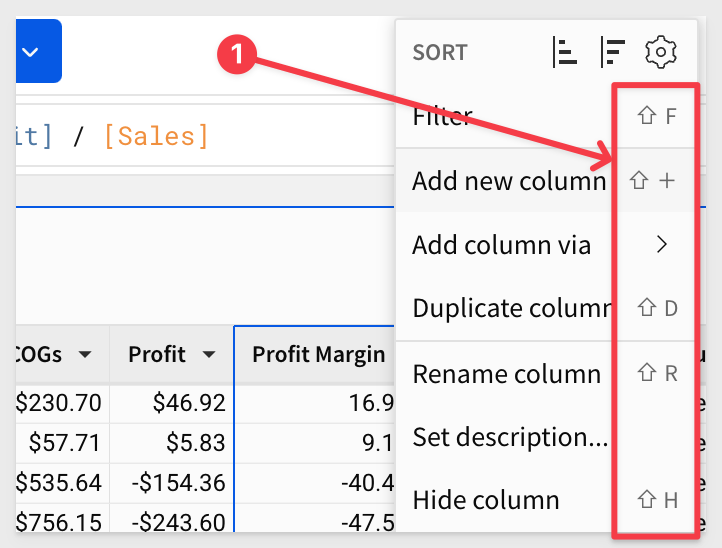 SORT
1
Filter ⇧ F
it] / [Sales]
Add new column ⇧ +
Add column via >
Duplicate column ⇧ D
COGs Profit Profit Margin
Rename column ⇧ R
$230.70 $46.92 16.9
Set description...
$57.71 $5.83 9.1
$535.64 -$154.36 -40.4
Hide column ⇧ H
$756.15 -$243.60 -47.5